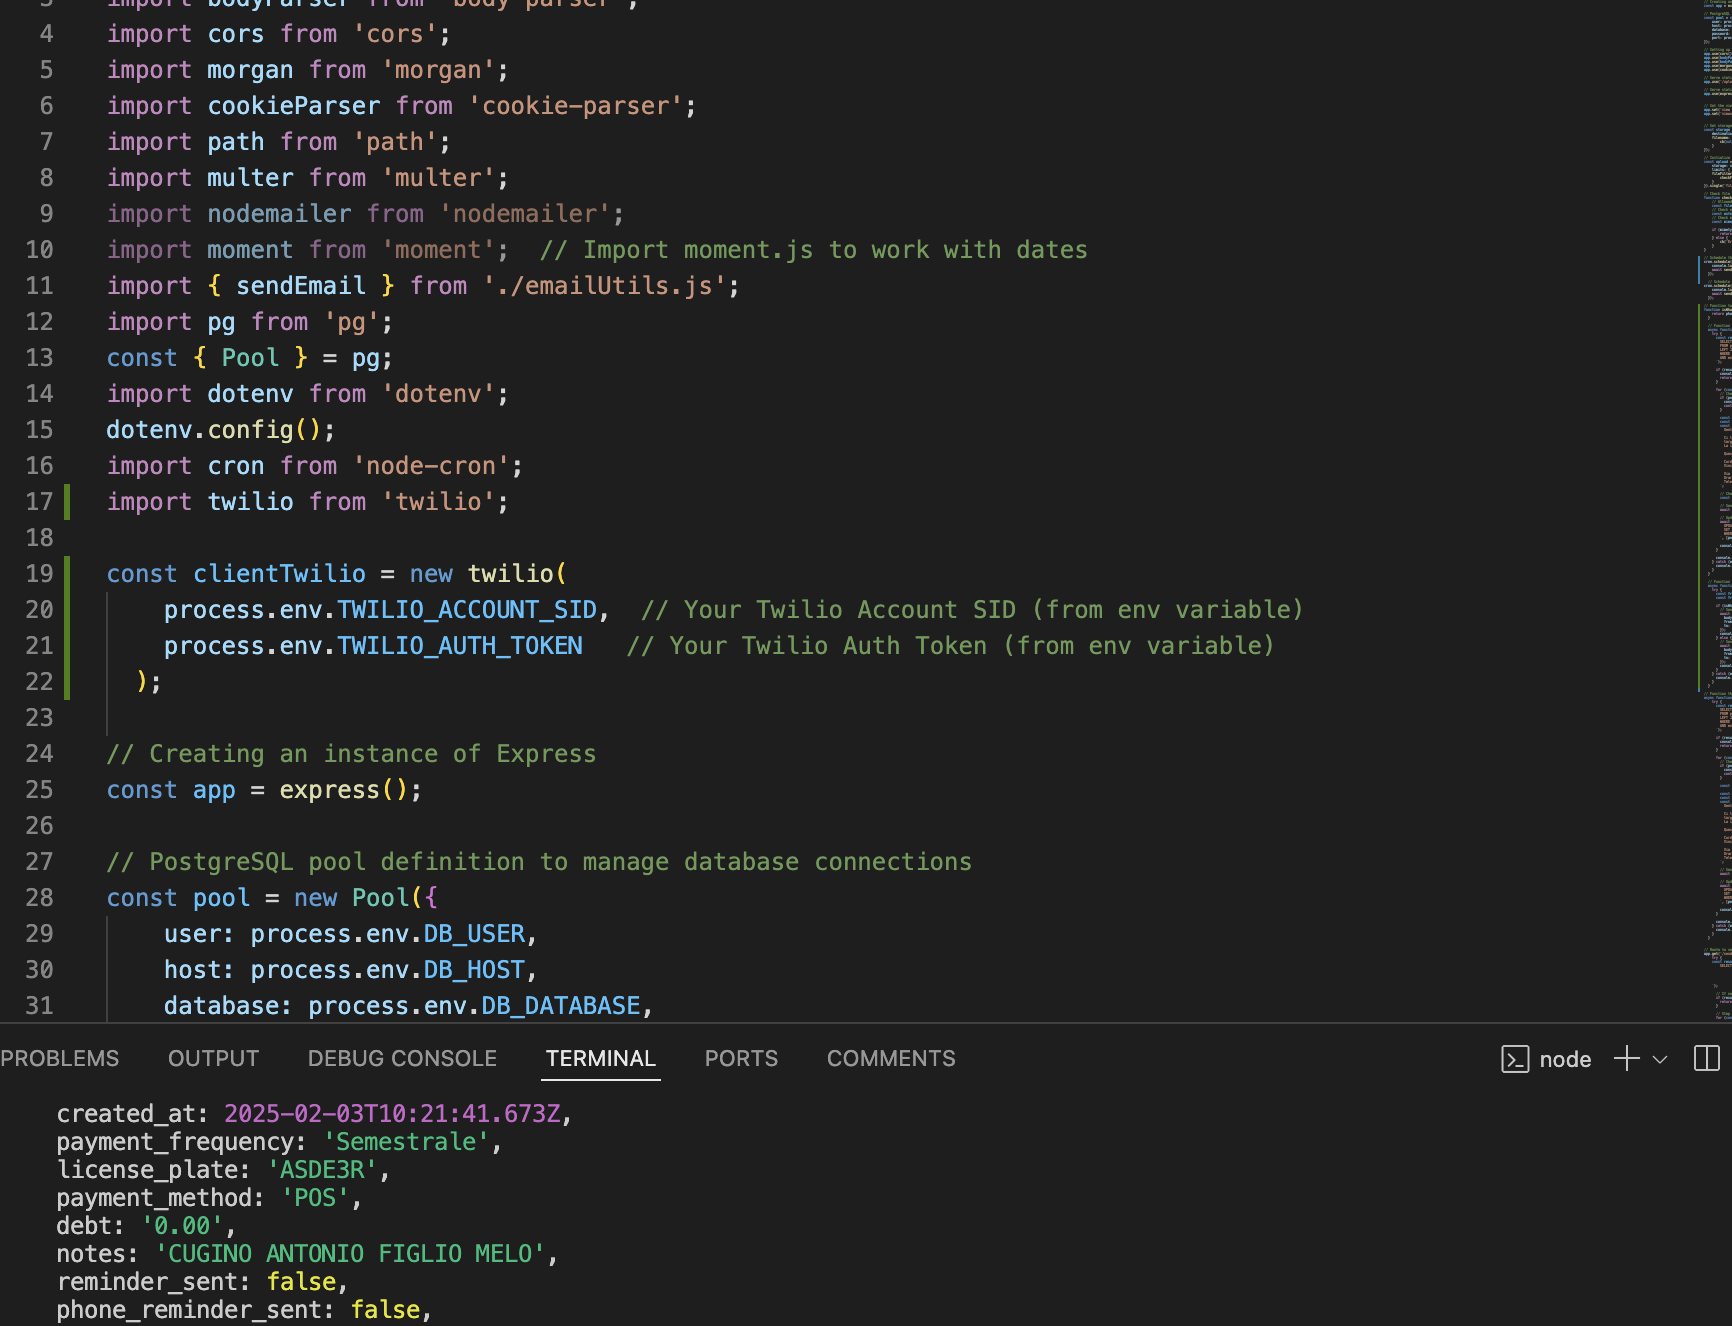 3 import bodyParser from 'body-parser';
4 import cors from 'cors';
5 import morgan from 'morgan';
6 import cookieParser from 'cookie-parser';
7 import path from 'path';
8 import multer from 'multer';
9 import nodemailer from 'nodemailer';
10 import moment from 'moment';  // Import moment.js to work with dates
11 import { sendEmail } from './emailUtils.js';
12 import pg from 'pg';
13 const { Pool } = pg;
14 import dotenv from 'dotenv';
15 dotenv.config();
16 import cron from 'node-cron';
17 import twilio from 'twilio';
18
19 const clientTwilio = new twilio(
20     process.env.TWILIO_ACCOUNT_SID,  // Your Twilio Account SID (from env variable)
21     process.env.TWILIO_AUTH_TOKEN   // Your Twilio Auth Token (from env variable)
22   );
23
24 // Creating an instance of Express
25 const app = express();
26
27 // PostgreSQL pool definition to manage database connections
28 const pool = new Pool({
29     user: process.env.DB_USER,
30     host: process.env.DB_HOST,
31     database: process.env.DB_DATABASE,
PROBLEMS OUTPUT DEBUG CONSOLE TERMINAL PORTS COMMENTS node
created_at: 2025-02-03T10:21:41.673Z,
payment_frequency: 'Semestrale',
license_plate: 'ASDE3R',
payment_method: 'POS',
debt: '0.00',
notes: 'CUGINO ANTONIO FIGLIO MELO',
reminder_sent: false,
phone_reminder_sent: false,